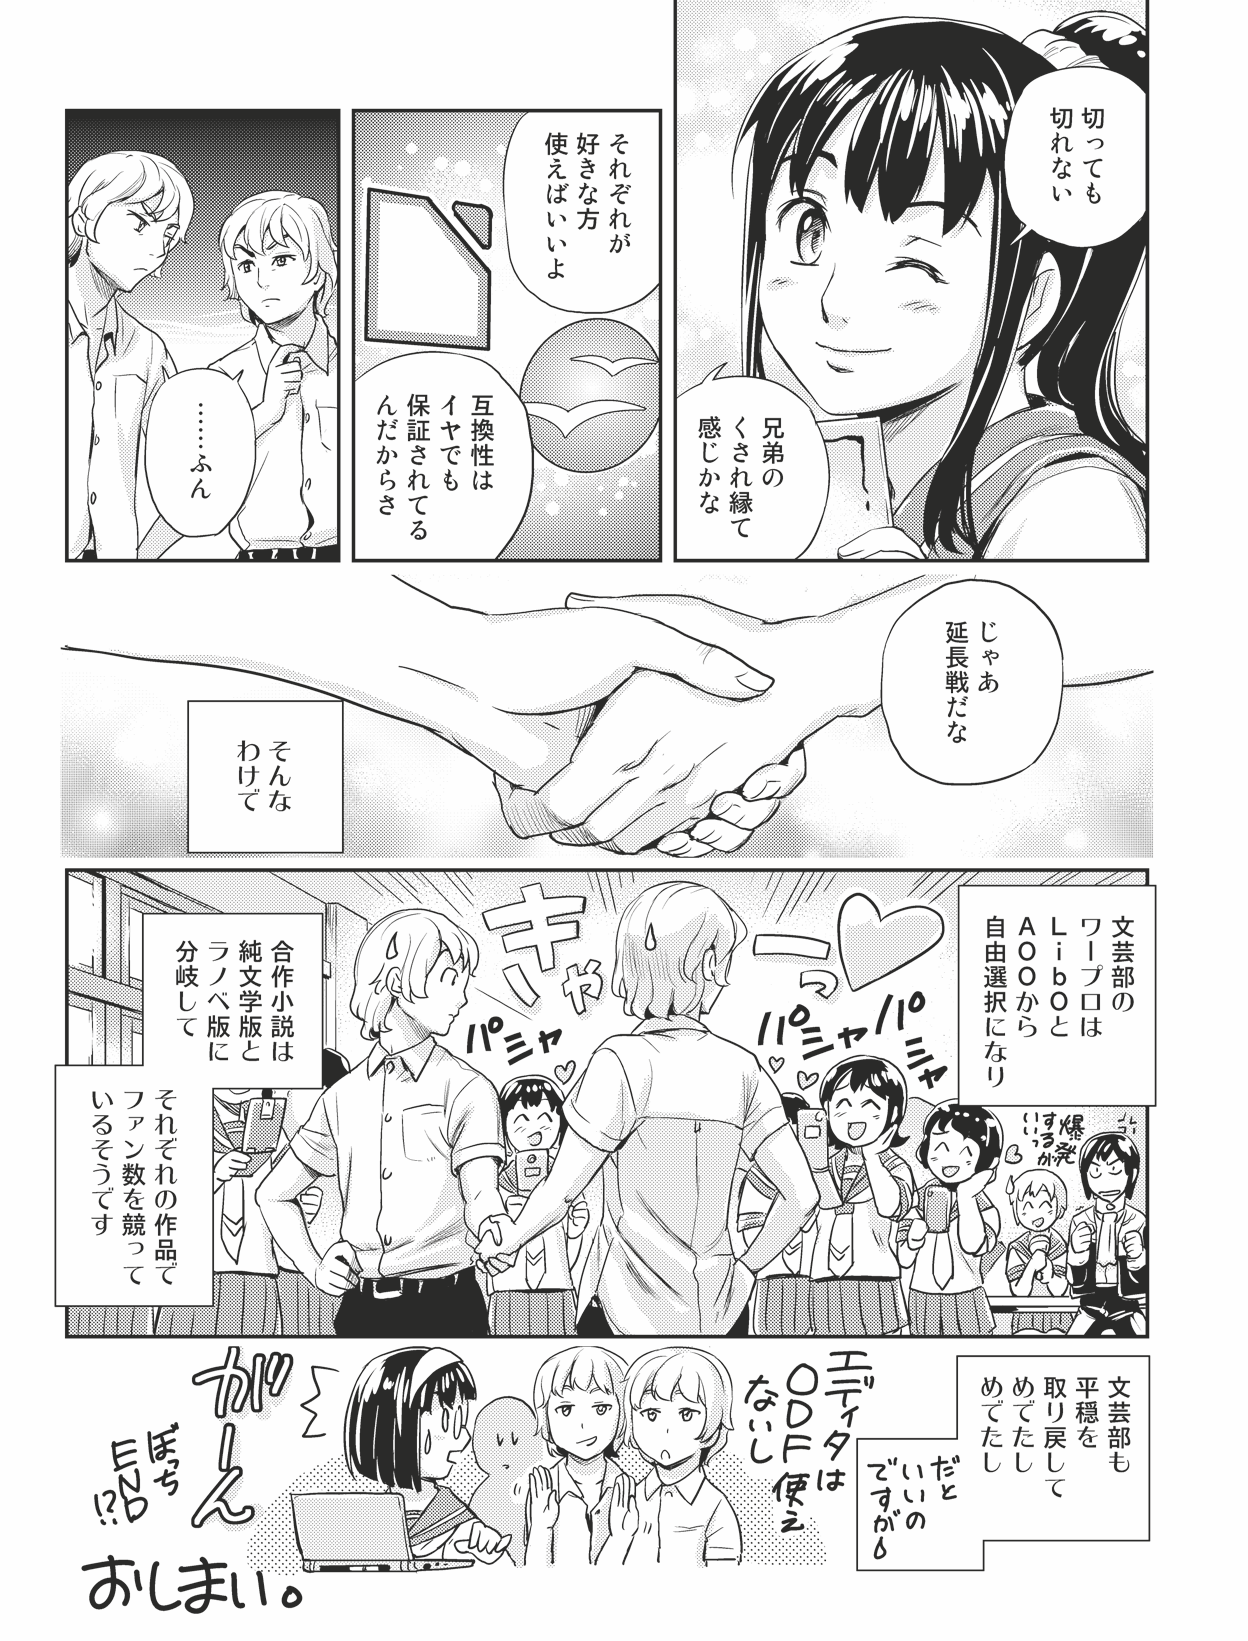 切っても
切れない
兄弟の
くされ縁て
感じかな
それぞれが
好きな方
使えばいいよ
互換性は
イヤでも
保証されてる
んだからさ
……ふん
じゃあ
延長戦だな
そんな
わけで
文芸部の
ワープロは
LibOと
AOOから
自由選択になり
キャーっ
パシャパシャ
パシャ
爆発
するが
いいっ
合作小説は
純文学版と
ラノベ版に
分岐して
それぞれの作品で
ファン数を競って
いるそうです
文芸部も
平穏を
取り戻して
めでたし
めでたし
だと
いいの
ですが
エディタは
ODF使え
ないし
がーん
ぼっち
END
!?
おしまい。